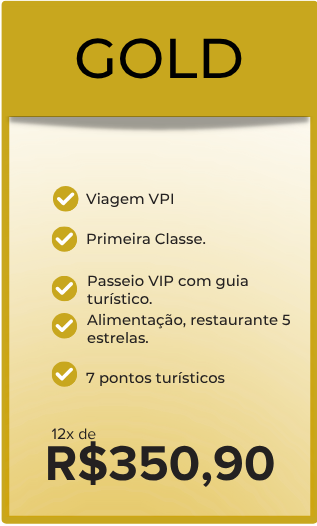 GOLD
Viagem VPI
Primeira Classe.
Passeio VIP com guia
turístico.
Alimentação, restaurante 5
estrelas.
7 pontos turísticos
12x de
R$350,90